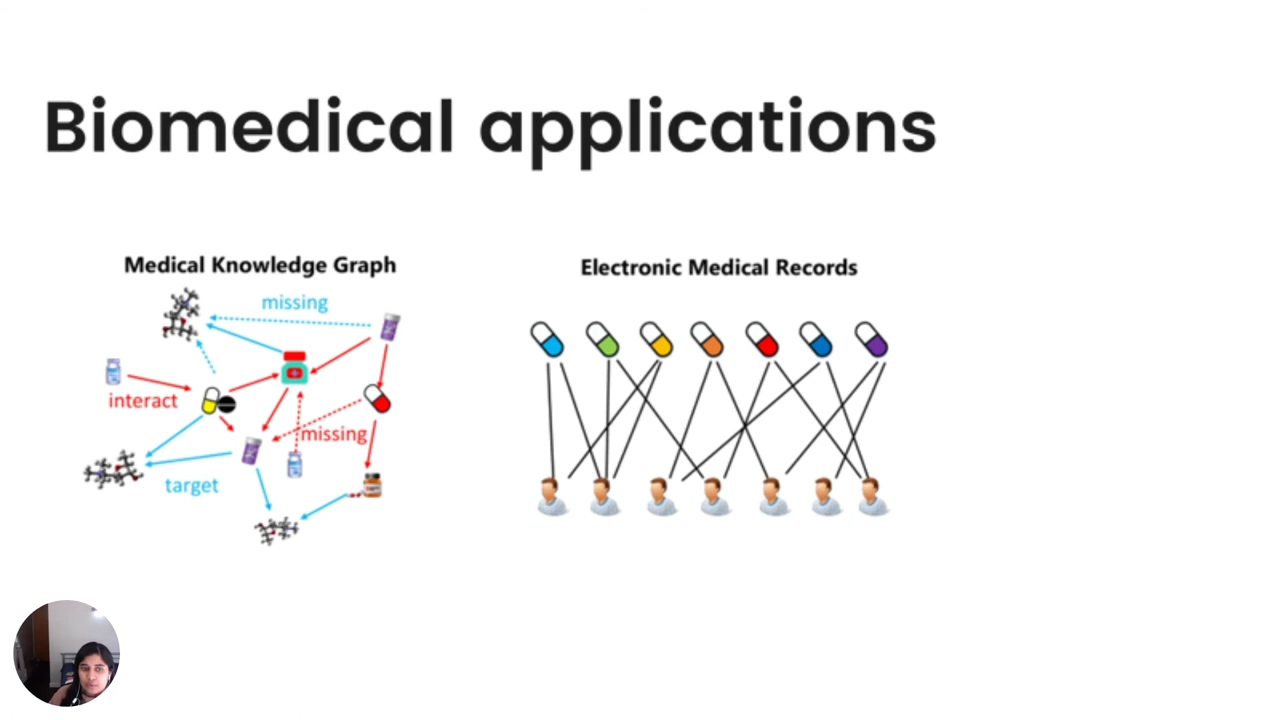 Biomedical applications
Medical Knowledge Graph
missing
interact
missing
target
Electronic Medical Records